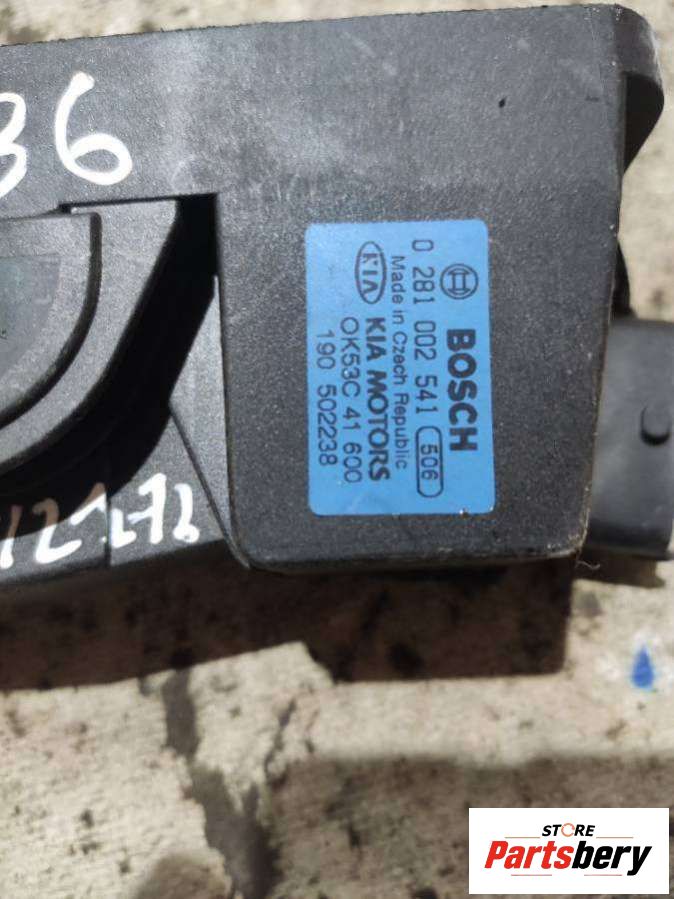 36
BOSCH
0 281 002 541 506
Made in Czech Republic
KIA KIA MOTORS
OK53C 41 600
190 502238
STORE
Partsbery